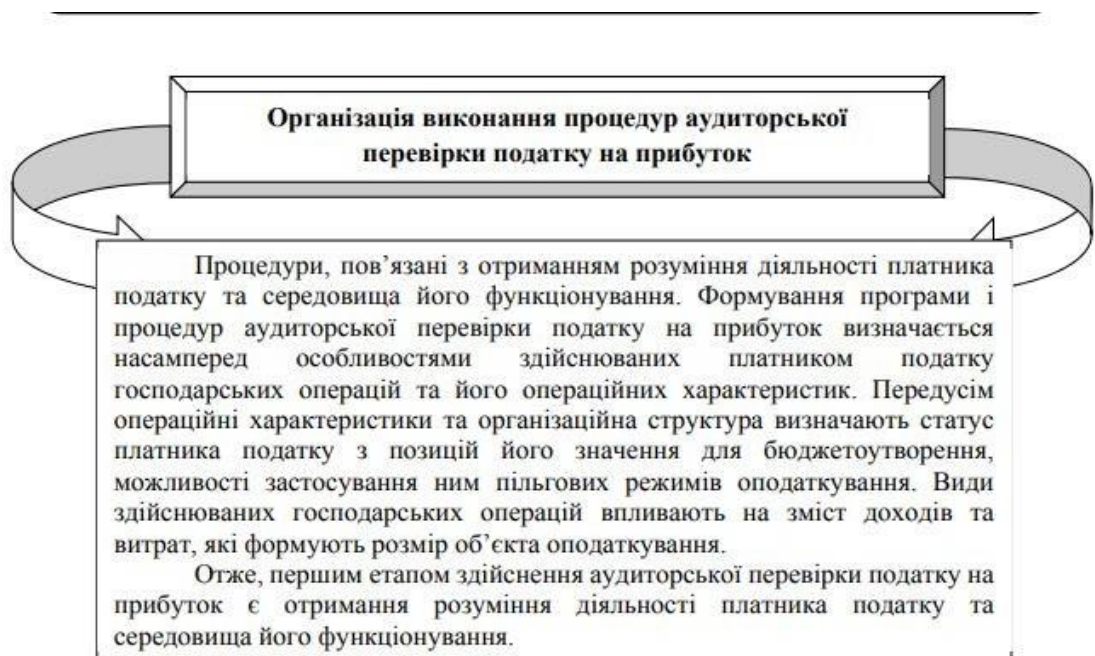 Організація виконання процедур аудиторської
перевірки податку на прибуток
Процедури, пов’язані з отриманням розуміння діяльності платника
податку та середовища його функціонування. Формування програми і
процедур аудиторської перевірки податку на прибуток визначається
насамперед особливостями здійснюваних платником податку
господарських операцій та його операційних характеристик. Передусім
операційні характеристики та організаційна структура визначають статус
платника податку з позицій його значення для бюджетоутворення,
можливості застосування ним пільгових режимів оподаткування. Види
здійснюваних господарських операцій впливають на зміст доходів та
витрат, які формують розмір об’єкта оподаткування.
Отже, першим етапом здійснення аудиторської перевірки податку на
прибуток є отримання розуміння діяльності платника податку та
середовища його функціонування.